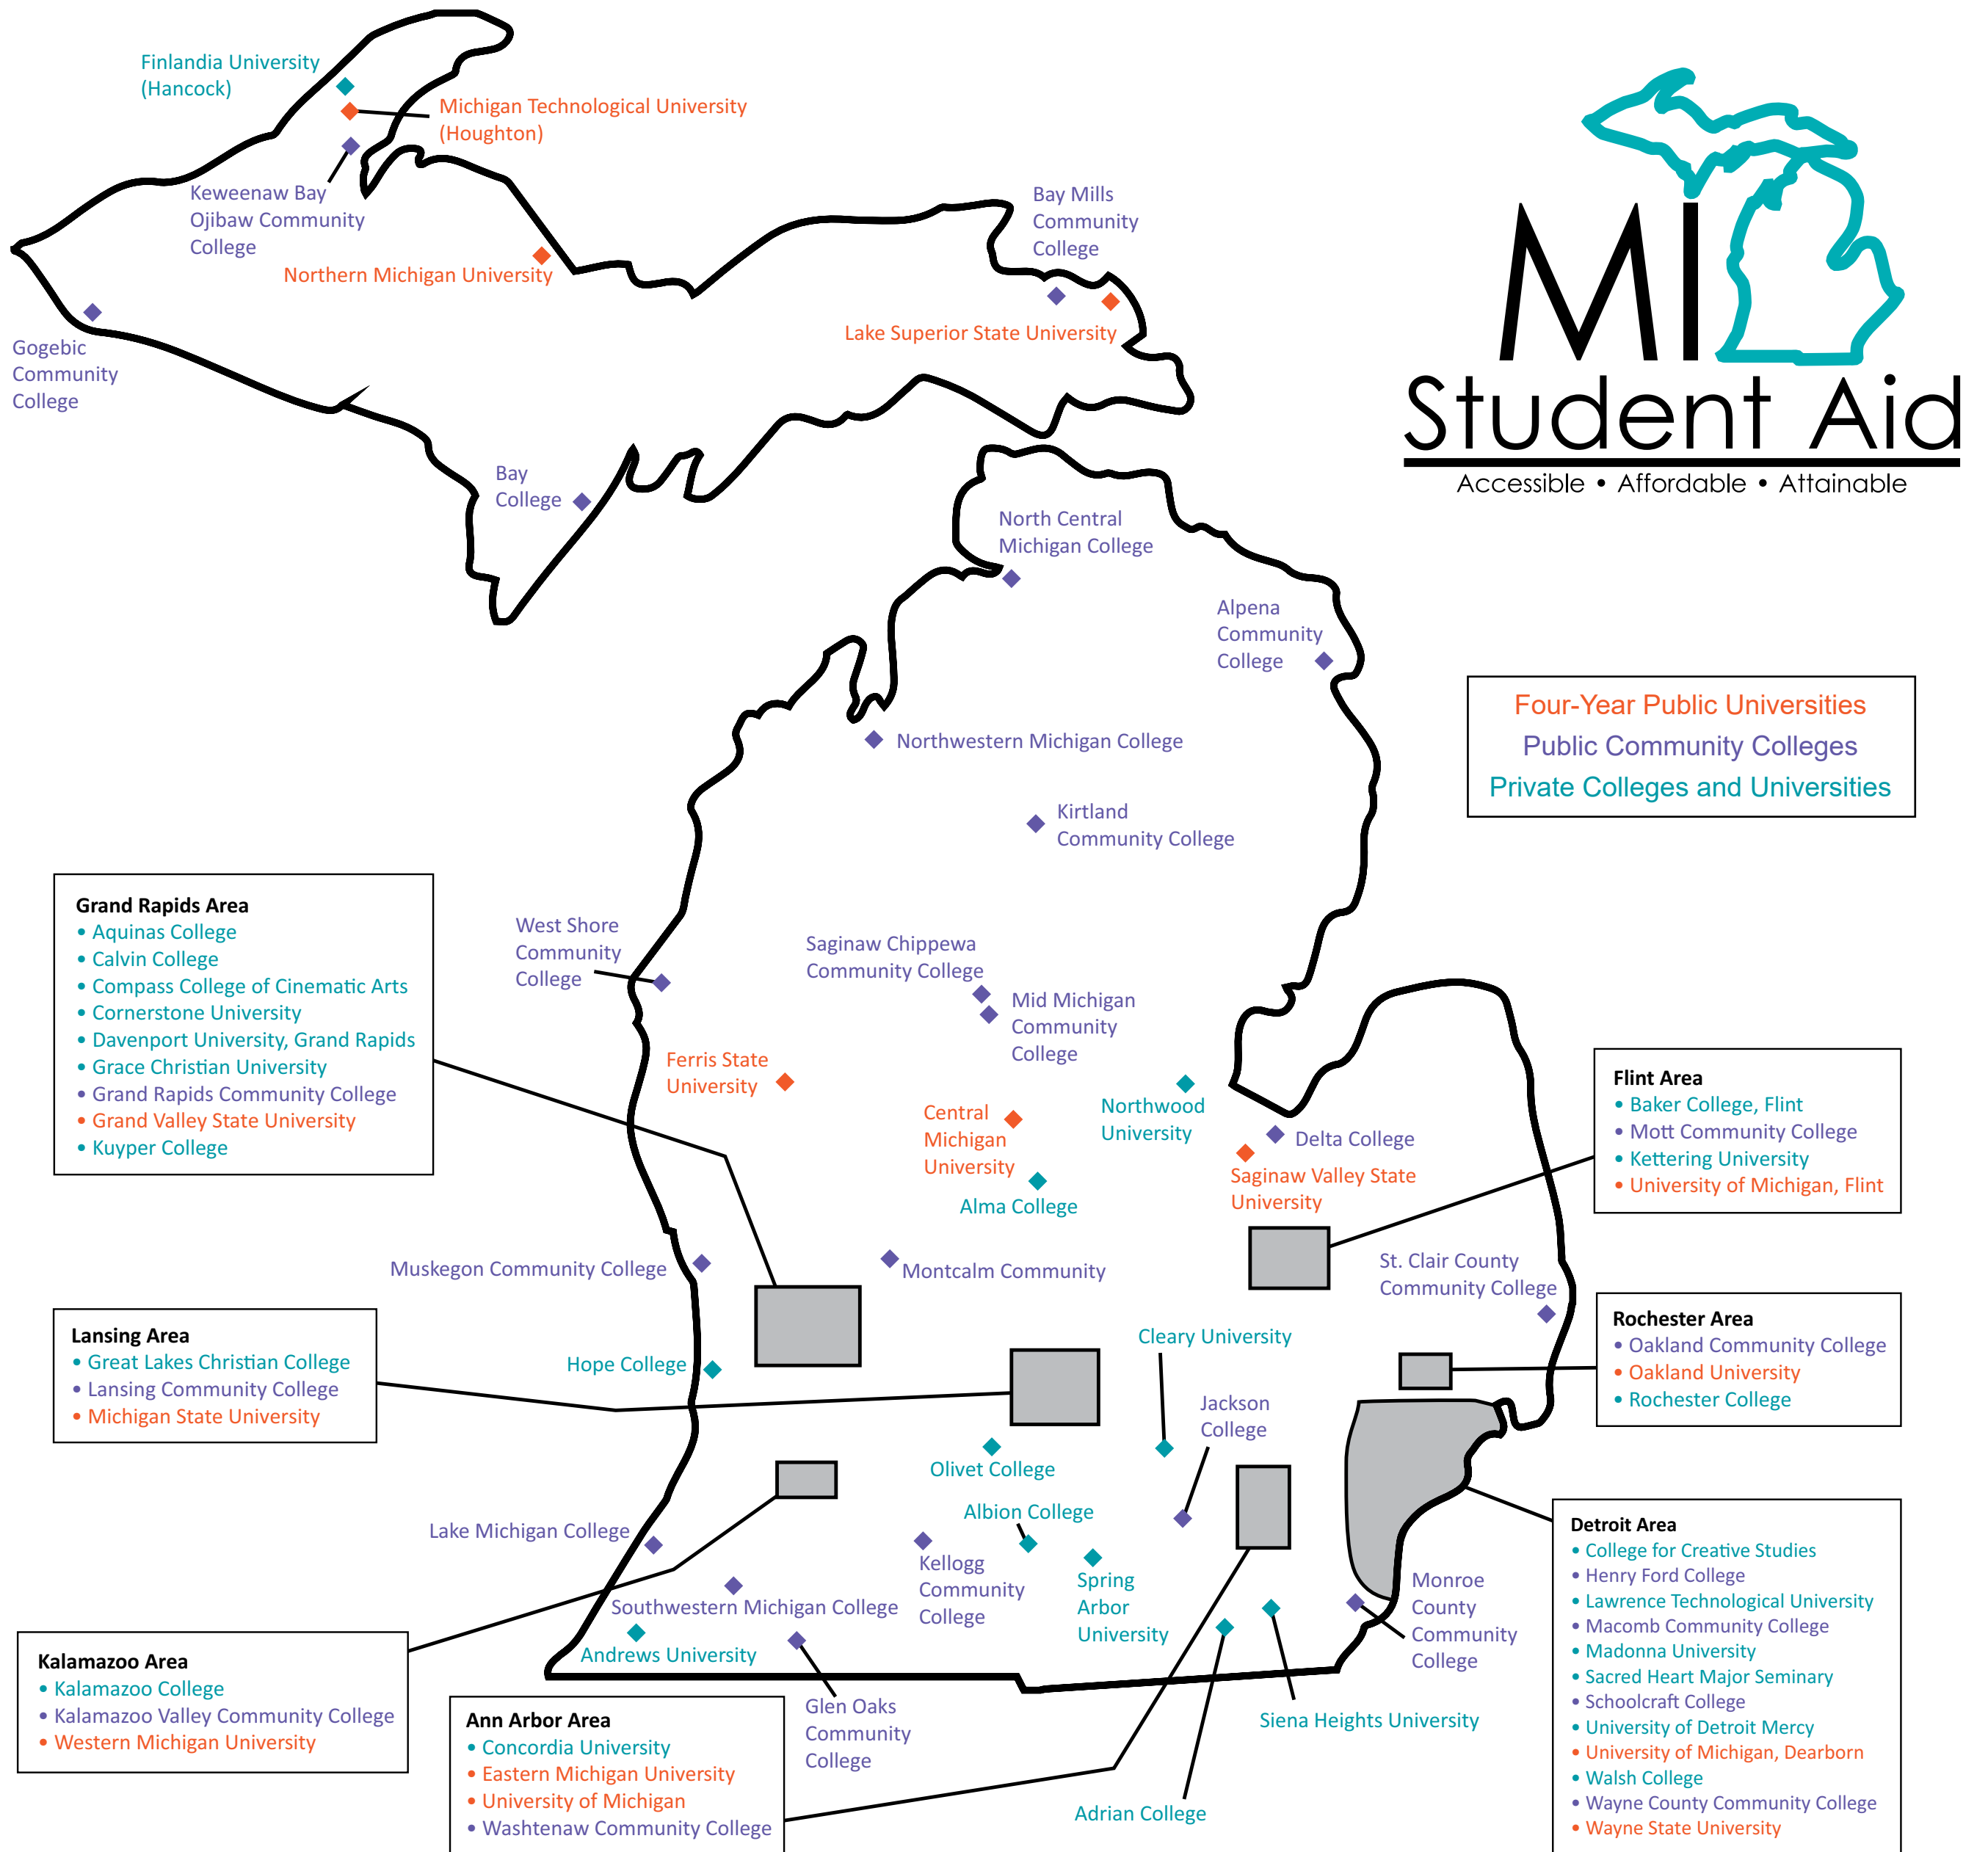 Finlandia University
(Hancock)
Michigan Technological University
(Houghton)
Keweenaw Bay
Ojibaw Community
College
Northern Michigan University
Bay Mills
Community
College
Lake Superior State University
Gogebic
Community
College
Bay
College
MI
Student Aid
Accessible • Affordable • Attainable
North Central
Michigan College
Alpena
Community
College
Four-Year Public Universities
Public Community Colleges
Private Colleges and Universities
Northwestern Michigan College
Kirtland
Community College
Grand Rapids Area
• Aquinas College
• Calvin College
• Compass College of Cinematic Arts
• Cornerstone University
• Davenport University, Grand Rapids
• Grace Christian University
• Grand Rapids Community College
• Grand Valley State University
• Kuyper College
West Shore
Community
College
Saginaw Chippewa
Community College
Mid Michigan
Community
College
Ferris State
University
Central
Michigan
University
Northwood
University
Delta College
Saginaw Valley State
University
Alma College
Flint Area
• Baker College, Flint
• Mott Community College
• Kettering University
• University of Michigan, Flint
Muskegon Community College
Montcalm Community
St. Clair County
Community College
Lansing Area
• Great Lakes Christian College
• Lansing Community College
• Michigan State University
Hope College
Cleary University
Rochester Area
• Oakland Community College
• Oakland University
• Rochester College
Jackson
College
Olivet College
Albion College
Lake Michigan College
Kellogg
Community
College
Spring
Arbor
University
Southwestern Michigan College
Andrews University
Monroe
County
Community
College
Detroit Area
• College for Creative Studies
• Henry Ford College
• Lawrence Technological University
• Macomb Community College
• Madonna University
• Sacred Heart Major Seminary
• Schoolcraft College
• University of Detroit Mercy
• University of Michigan, Dearborn
• Walsh College
• Wayne County Community College
• Wayne State University
Kalamazoo Area
• Kalamazoo College
• Kalamazoo Valley Community College
• Western Michigan University
Ann Arbor Area
• Concordia University
• Eastern Michigan University
• University of Michigan
• Washtenaw Community College
Glen Oaks
Community
College
Siena Heights University
Adrian College